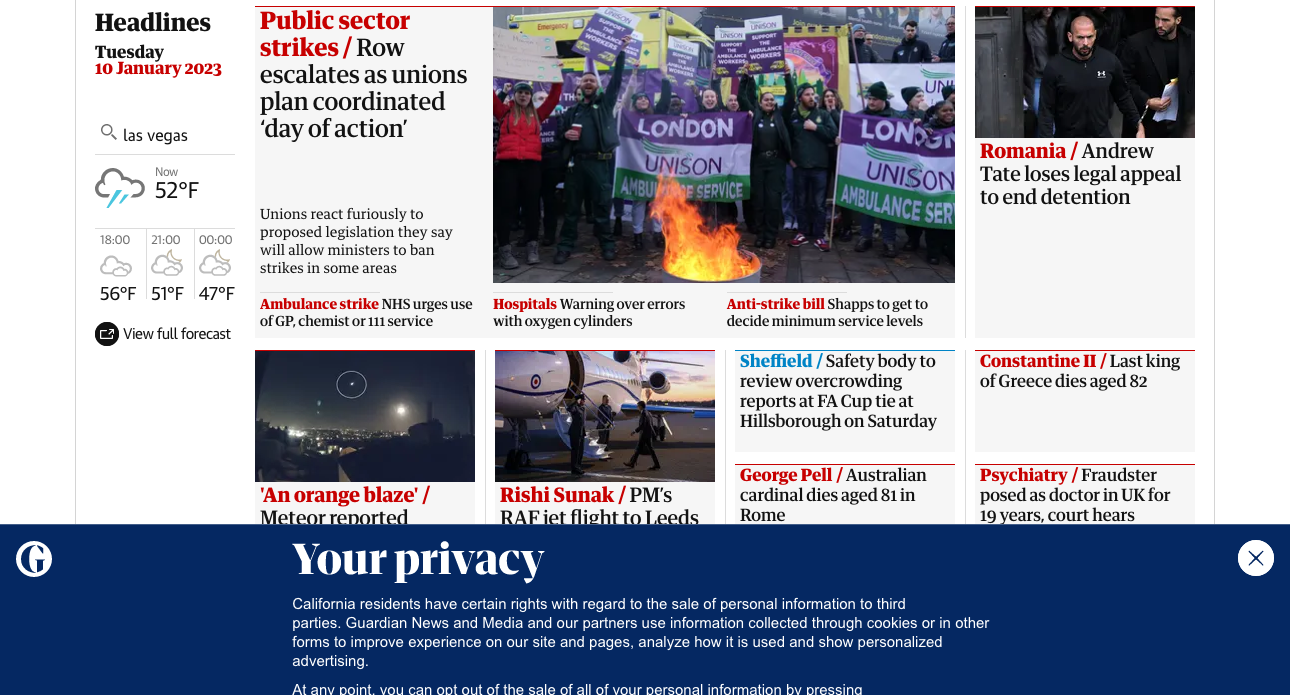 Headlines
Tuesday
10 January 2023
las vegas
Now
52°F
18:00
56°F
21:00
51°F
00:00
47°F
View full forecast
Public sector
strikes / Row
escalates as unions
plan coordinated
‘day of action’
Unions react furiously to
proposed legislation they say
will allow ministers to ban
strikes in some areas
Emergency
UNISON
SUPPORT
THE
AMBULANCE
WORKERS
UNISON
SUPPORT
THE
AMBULANCE
WORKERS
LONDON
UNISON
AMBULANCE SERVICE
UNISON
AMBULANCE SER
Ambulance strike NHS urges use
of GP, chemist or 111 service
Hospitals Warning over errors
with oxygen cylinders
Anti-strike bill Shapps to get to
decide minimum service levels
Romania / Andrew
Tate loses legal appeal
to end detention
'An orange blaze' /
Meteor reported
Rishi Sunak / PM’s
RAF jet flight to Leeds
Sheffield / Safety body to
review overcrowding
reports at FA Cup tie at
Hillsborough on Saturday
Constantine II / Last king
of Greece dies aged 82
George Pell / Australian
cardinal dies aged 81 in
Rome
Psychiatry / Fraudster
posed as doctor in UK for
19 years, court hears
G
Your privacy
California residents have certain rights with regard to the sale of personal information to third
parties. Guardian News and Media and our partners use information collected through cookies or in other
forms to improve experience on our site and pages, analyze how it is used and show personalized
advertising.
At any point, you can opt out of the sale of all of your personal information by pressing